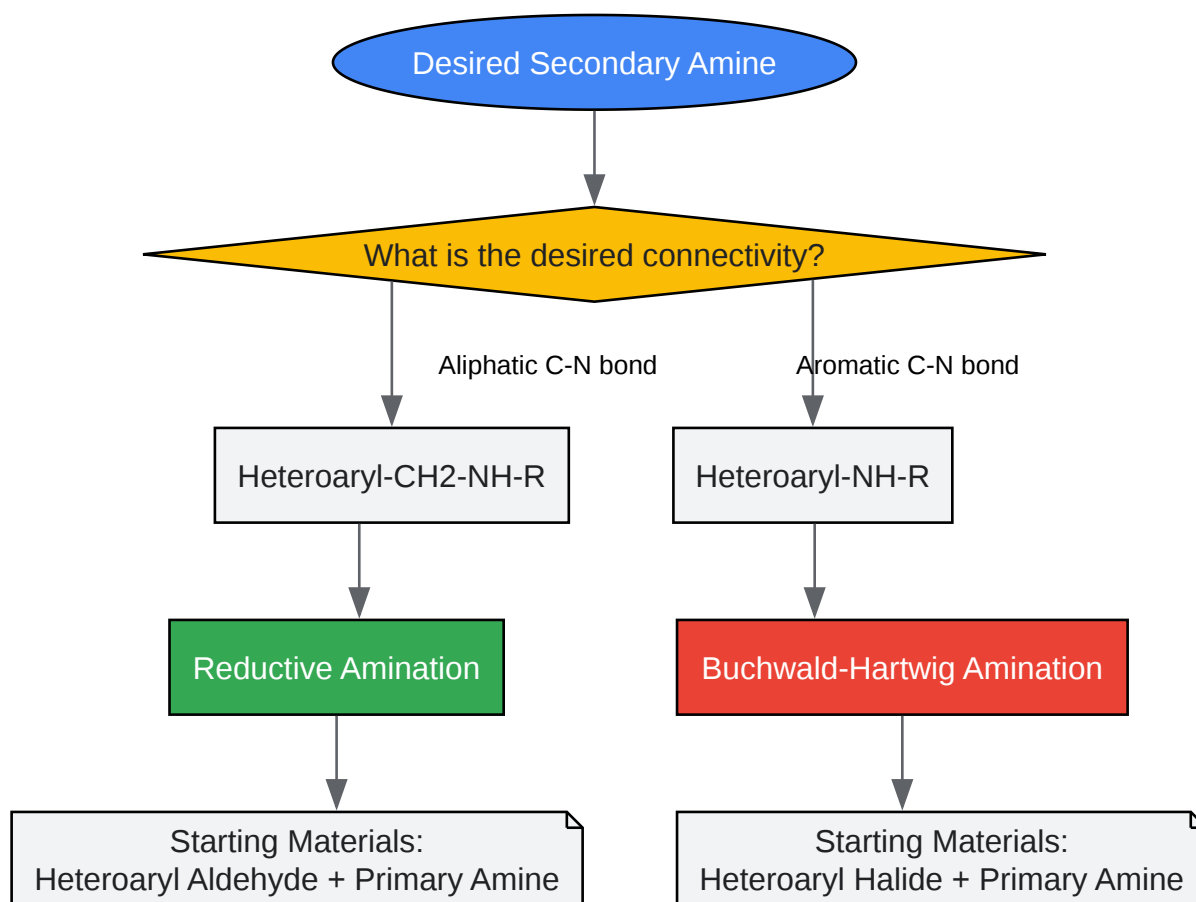 Desired Secondary Amine
What is the desired connectivity?
Aliphatic C-N bond
Aromatic C-N bond
Heteroaryl-CH2-NH-R
Heteroaryl-NH-R
Reductive Amination
Buchwald-Hartwig Amination
Starting Materials:
Heteroaryl Aldehyde + Primary Amine
Starting Materials:
Heteroaryl Halide + Primary Amine